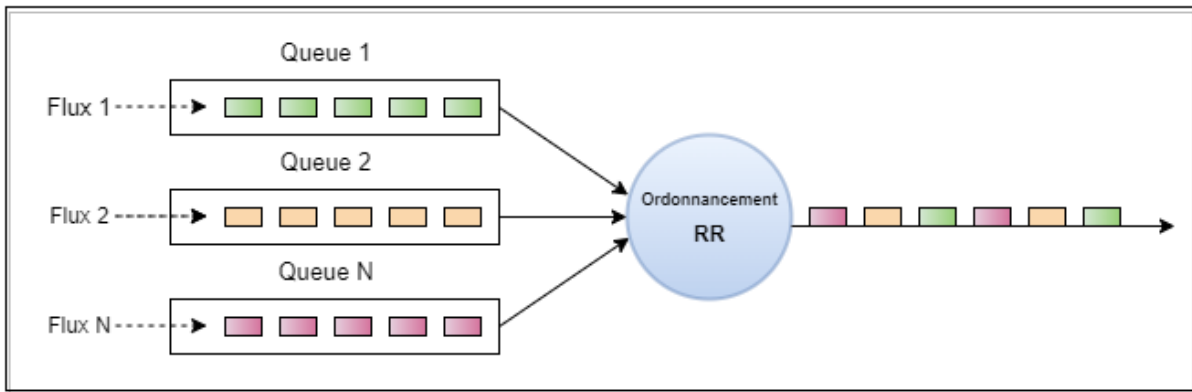 Queue 1
Flux 1
Queue 2
Flux 2
Ordonnancement
RR
Queue N
Flux N